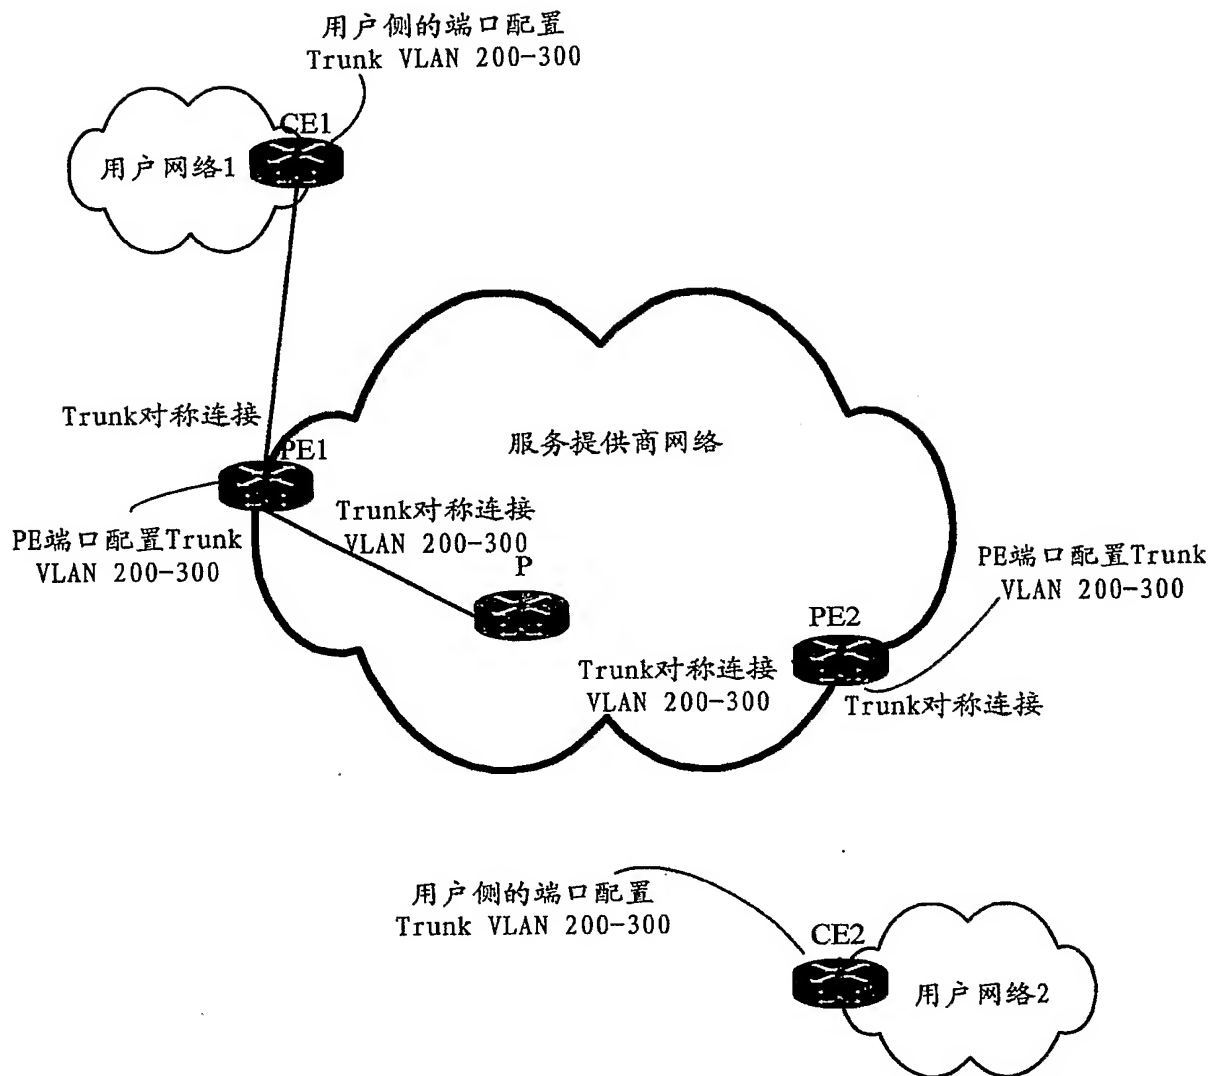 用户侧的端口配置
Trunk VLAN 200-300
CE1
用户网络1
Trunk对称连接
PE1
服务提供商网络
Trunk对称连接
VLAN 200-300
PE端口配置Trunk
VLAN 200-300
P
PE端口配置Trunk
VLAN 200-300
PE2
Trunk对称连接
VLAN 200-300
Trunk对称连接
用户侧的端口配置
Trunk VLAN 200-300
CE2
用户网络2